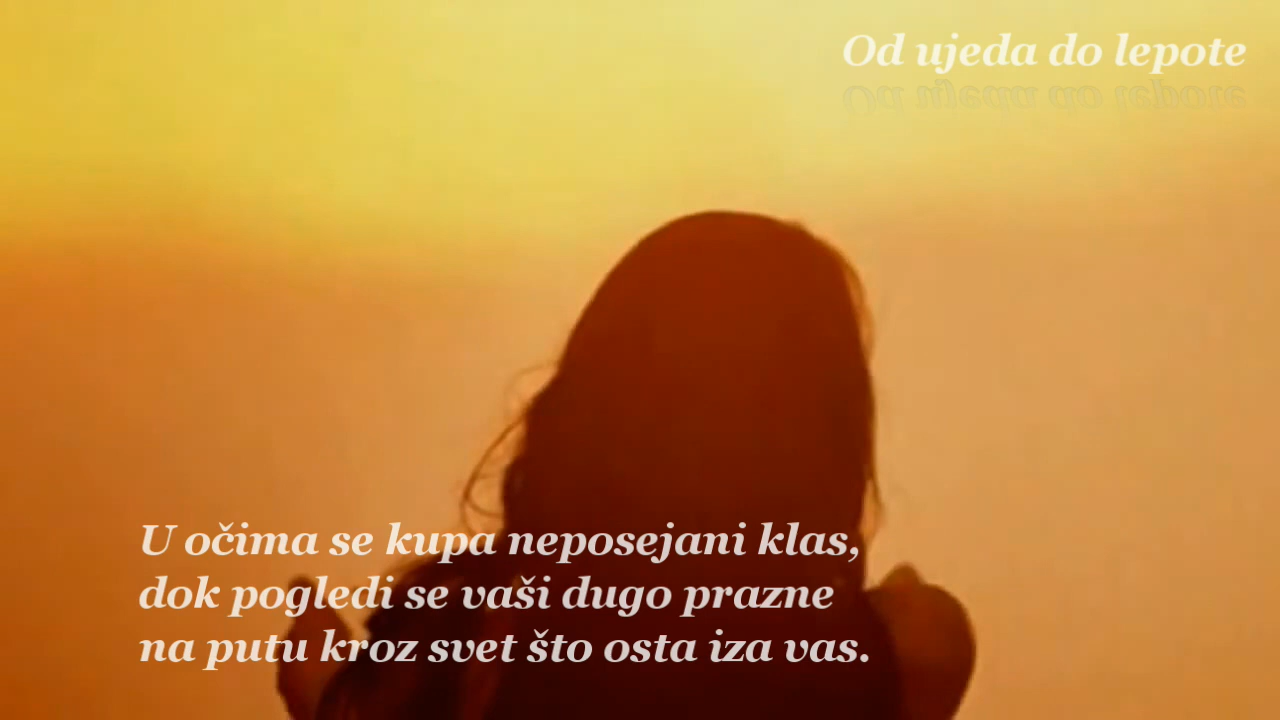 Od ujeda do lepote
U očima se kupa neposejani klas,
dok pogledi se vaši dugo prazne
na putu kroz svet što osta iza vas.